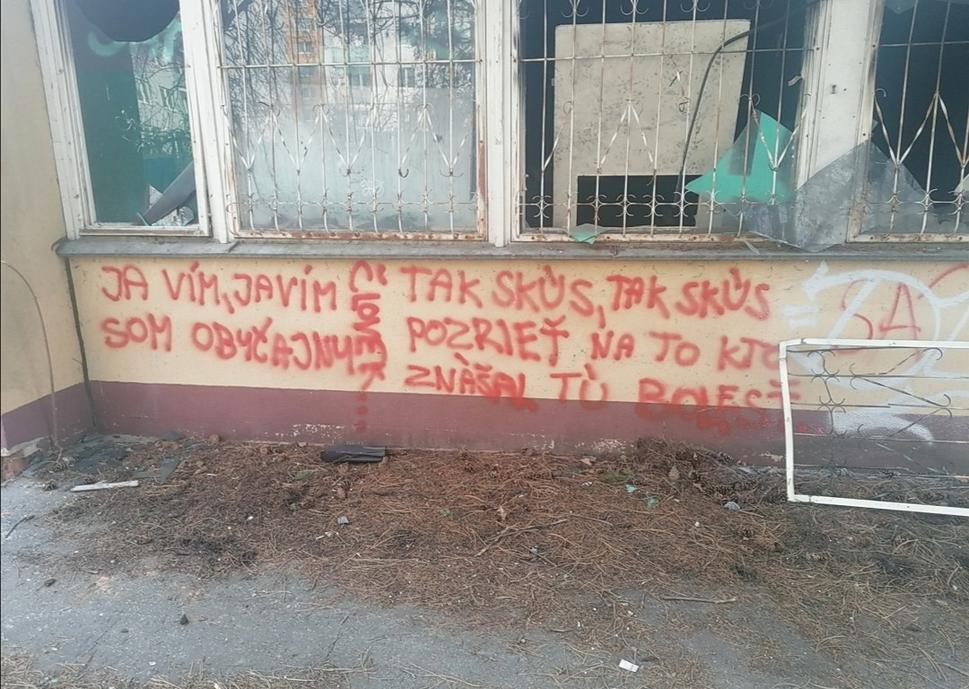 JA VÍM, JA VÍM
SOM OBYČAJNÝ
ČLOVEK....
TAK SKÚS, TAK SKÚS
POZRIEŤ NA TO KTO
ZNÁŠAL TÚ BOLESŤ